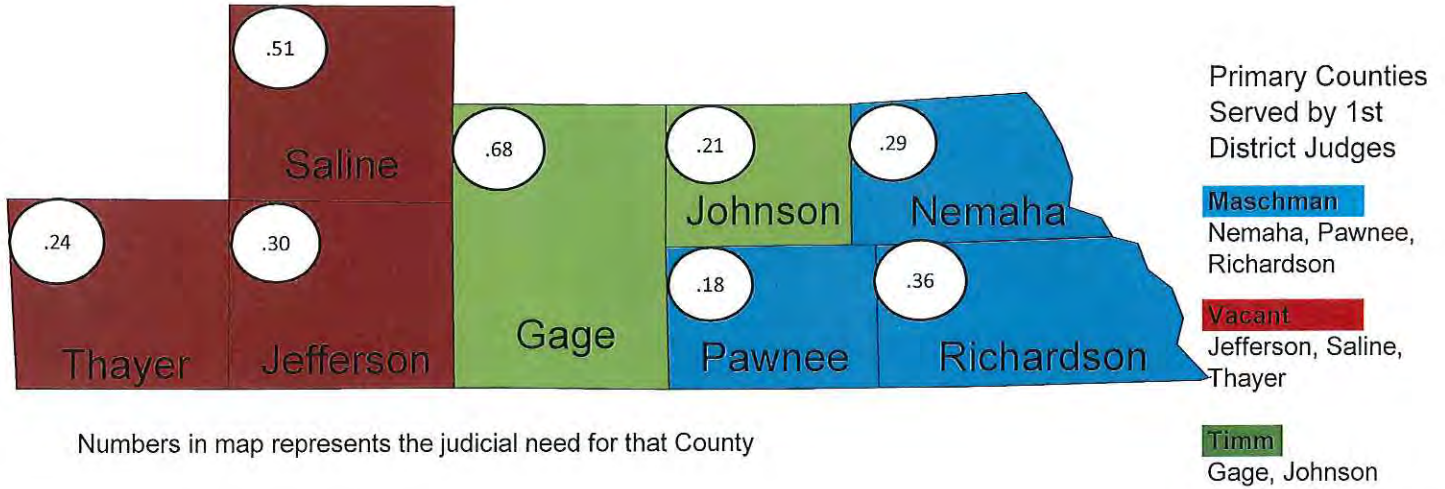 .51
Saline
.24
Thayer
.30
Jefferson
.68
Gage
.21
Johnson
.29
Nemaha
.18
Pawnee
.36
Richardson
Numbers in map represents the judicial need for that County
Primary Counties
Served by 1st
District Judges
Maschman
Nemaha, Pawnee,
Richardson
Vacant
Jefferson, Saline,
Thayer
Timm
Gage, Johnson